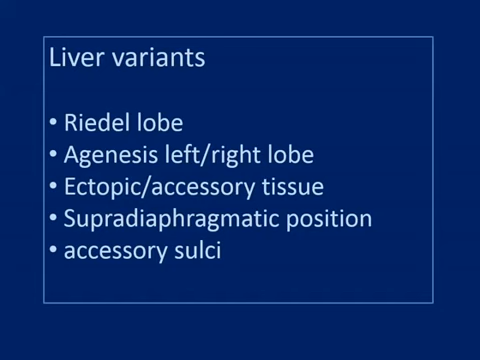 Liver variants
• Riedel lobe
• Agenesis left/right lobe
• Ectopic/accessory tissue
• Supradiaphragmatic position
• accessory sulci